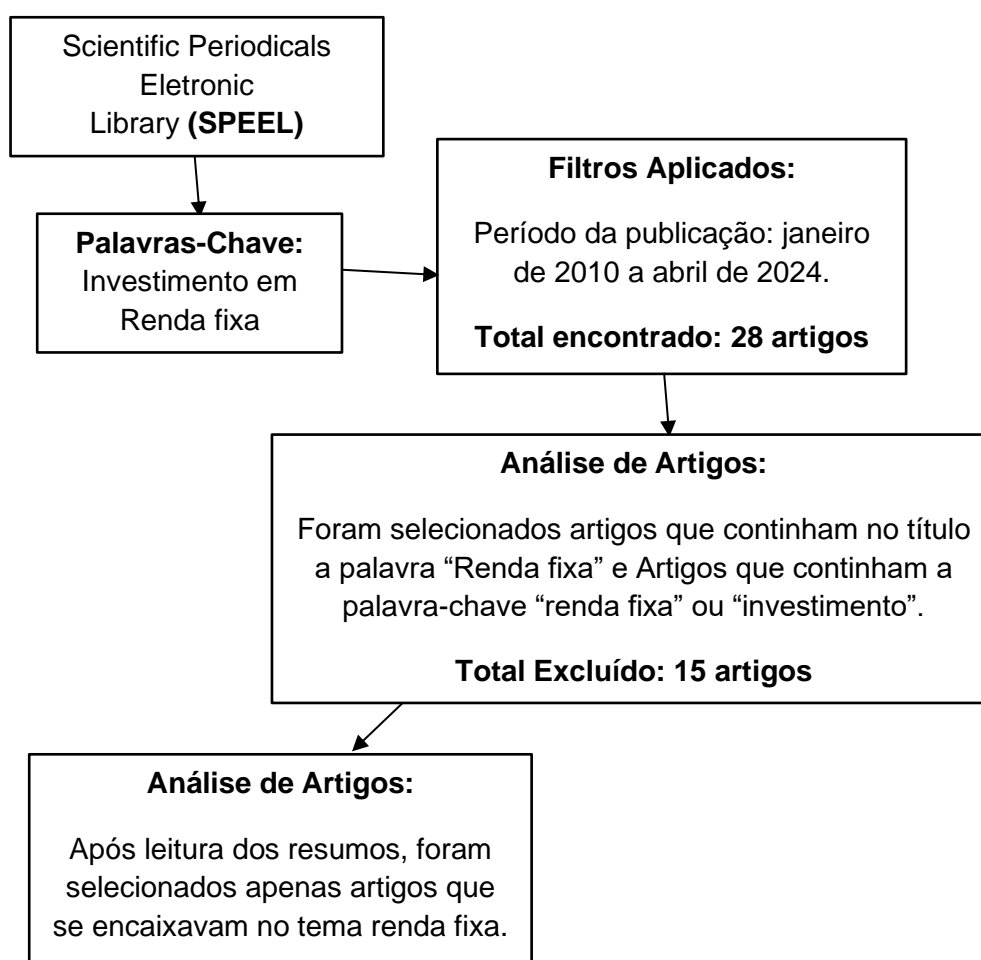 Scientific Periodicals
Eletronic
Library (SPEEL)
Palavras-Chave:
Investimento em
Renda fixa
Filtros Aplicados:
Período da publicação: janeiro
de 2010 a abril de 2024.
Total encontrado: 28 artigos
Análise de Artigos:
Foram selecionados artigos que continham no título
a palavra “Renda fixa” e Artigos que continham a
palavra-chave “renda fixa” ou “investimento”.
Total Excluído: 15 artigos
Análise de Artigos:
Após leitura dos resumos, foram
selecionados apenas artigos que
se encaixavam no tema renda fixa.